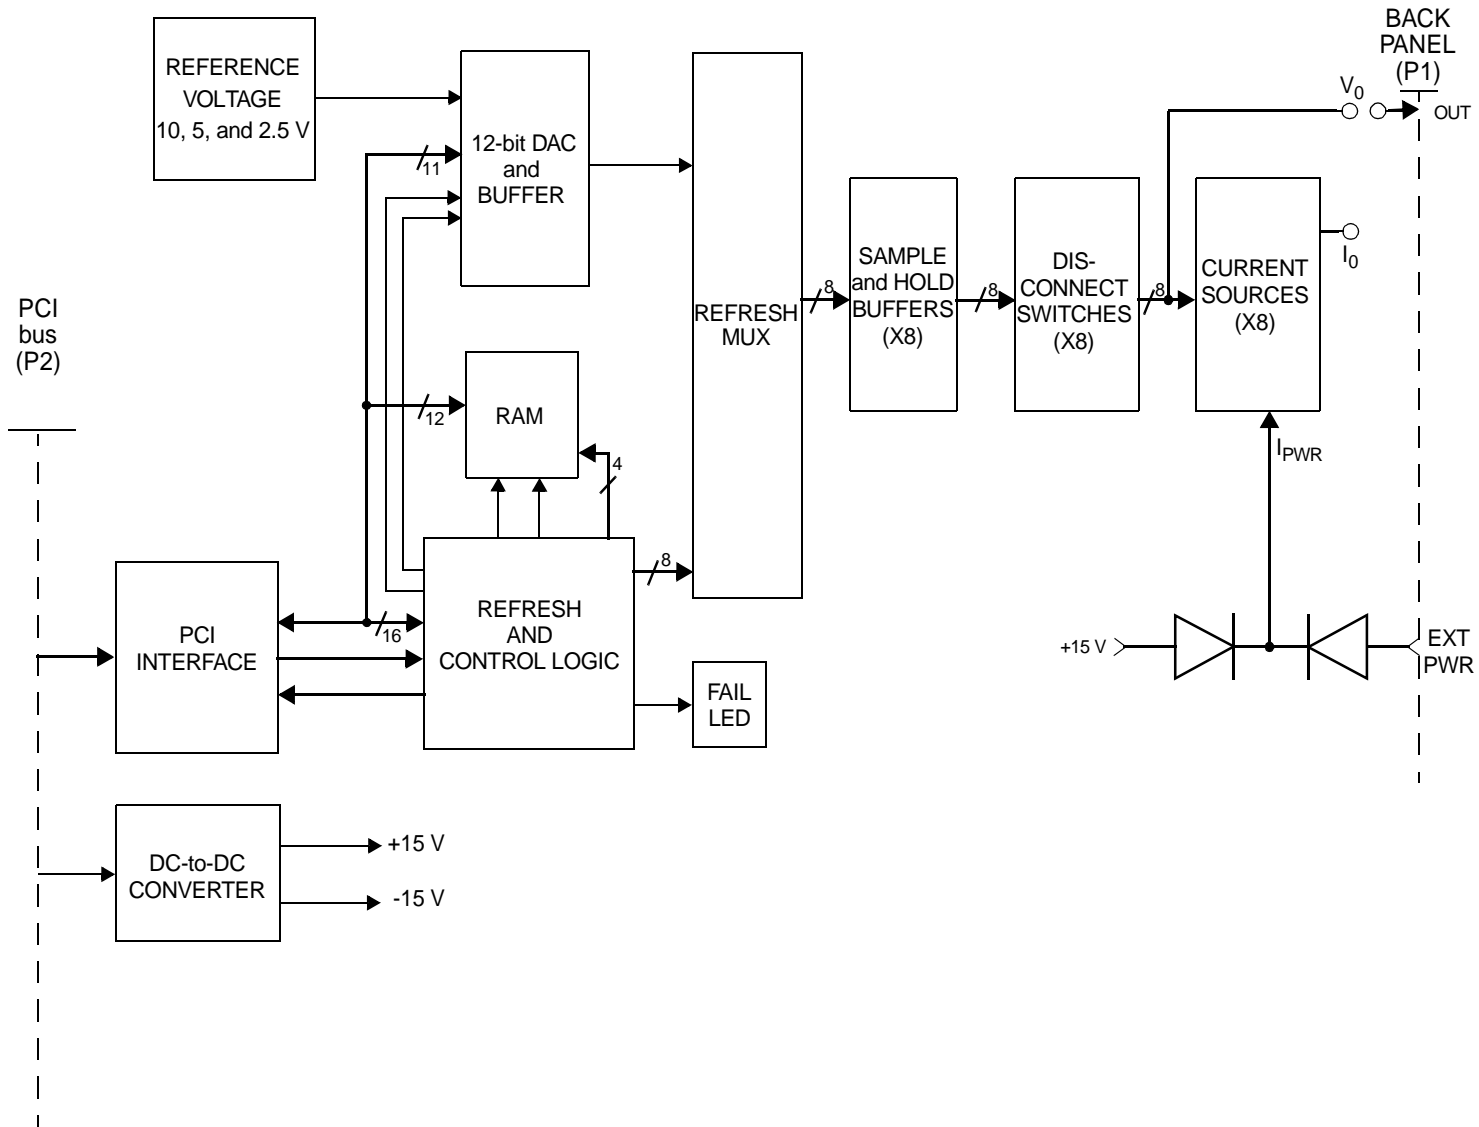 BACK
PANEL
(P1)
REFERENCE
VOLTAGE
10, 5, and 2.5 V
12-bit DAC
and
BUFFER
11
V0
OUT
SAMPLE
and HOLD
BUFFERS
(X8)
DIS-
CONNECT
SWITCHES
(X8)
CURRENT
SOURCES
(X8)
I0
8
8
8
REFRESH
MUX
PCI
bus
(P2)
RAM
12
4
IPWR
8
REFRESH
AND
CONTROL LOGIC
16
PCI
INTERFACE
+15 V
EXT
PWR
FAIL
LED
DC-to-DC
CONVERTER
+15 V
-15 V